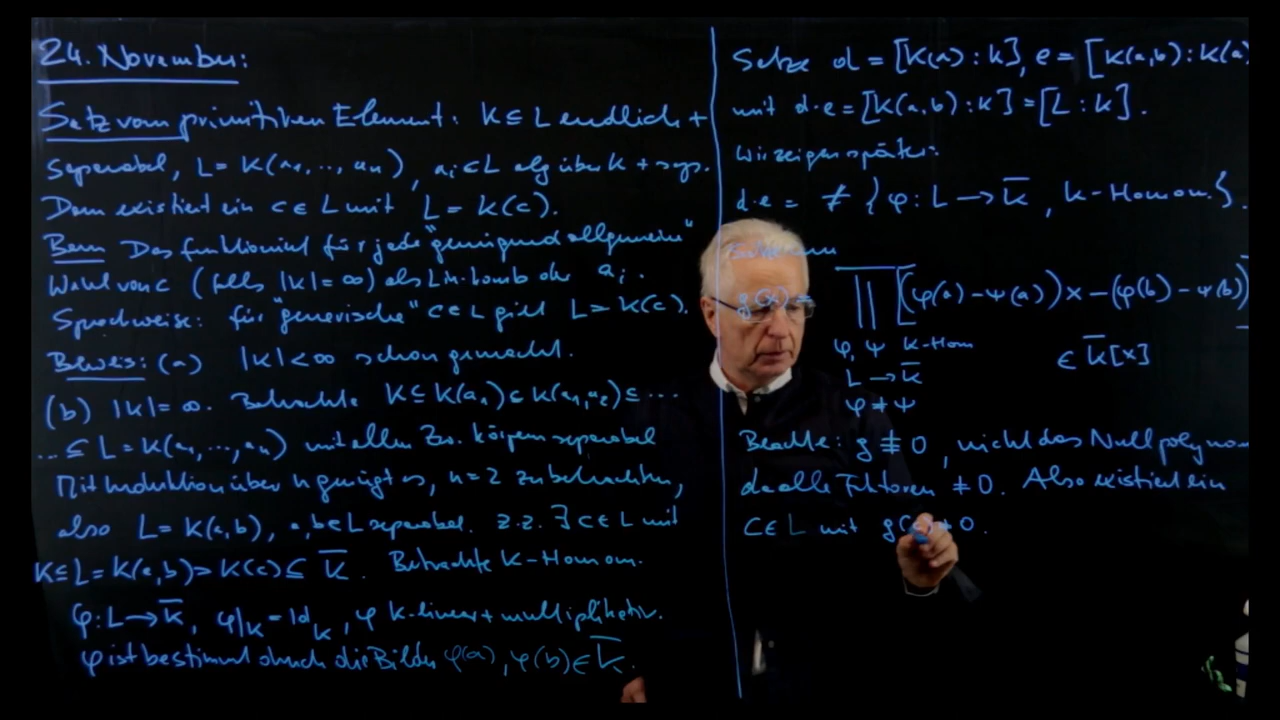 24. November:
Satz vom primitiven Element: K ⊆ L endlich +
separabel, L = K(a₁, .., aₙ), aᵢ ∈ L alg über K + sep.
Dann existiert ein c ∈ L mit L = K(c).
Bem Das funktioniert für jede "genügend allgemeine"
Wahl von c (falls |K| = ∞) als Lin-komb der aᵢ.
Sprechweise: für "generische" c ∈ L gilt L = K(c).
Beweis: (a) |K| < ∞ schon gemacht.
(b) |K| = ∞. Betrachte K ⊆ K(a₁) ⊆ K(a₁,a₂) ⊆ ...
... ⊆ L = K(a₁, ..., aₙ) mit allen Zw. körpern separabel
Mit Induktion über n genügt es, n = 2 zu betrachten,
also L = K(a,b), a, b ∈ L separabel. z.z. ∃ c ∈ L mit
K ⊆ L = K(a,b) = K(c) ⊆ K̅. Betrachte K-Homom.
φ: L → K̅, φ|_K = Id_K, φ K-linear + multiplikativ.
φ ist bestimmt durch die Bilder φ(a), φ(b) ∈ K̅.
Setze d = [K(a) : K], e = [K(a,b) : K(a)
mit d·e = [K(a,b) : K] = [L : K].
Wir zeigen später:
d·e = # {φ: L → K̅, K-Homom.}.
g(x) = ∏ [(φ(a) − ψ(a)) x − (φ(b) − ψ(b))
φ, ψ K-Hom
∈ K̅[x]
L → K̅
φ ≠ ψ
Beachte: g ≢ 0, nicht das Nullpolynom
da alle Faktoren ≠ 0. Also existiert ein
c ∈ L mit g( ≠ 0.